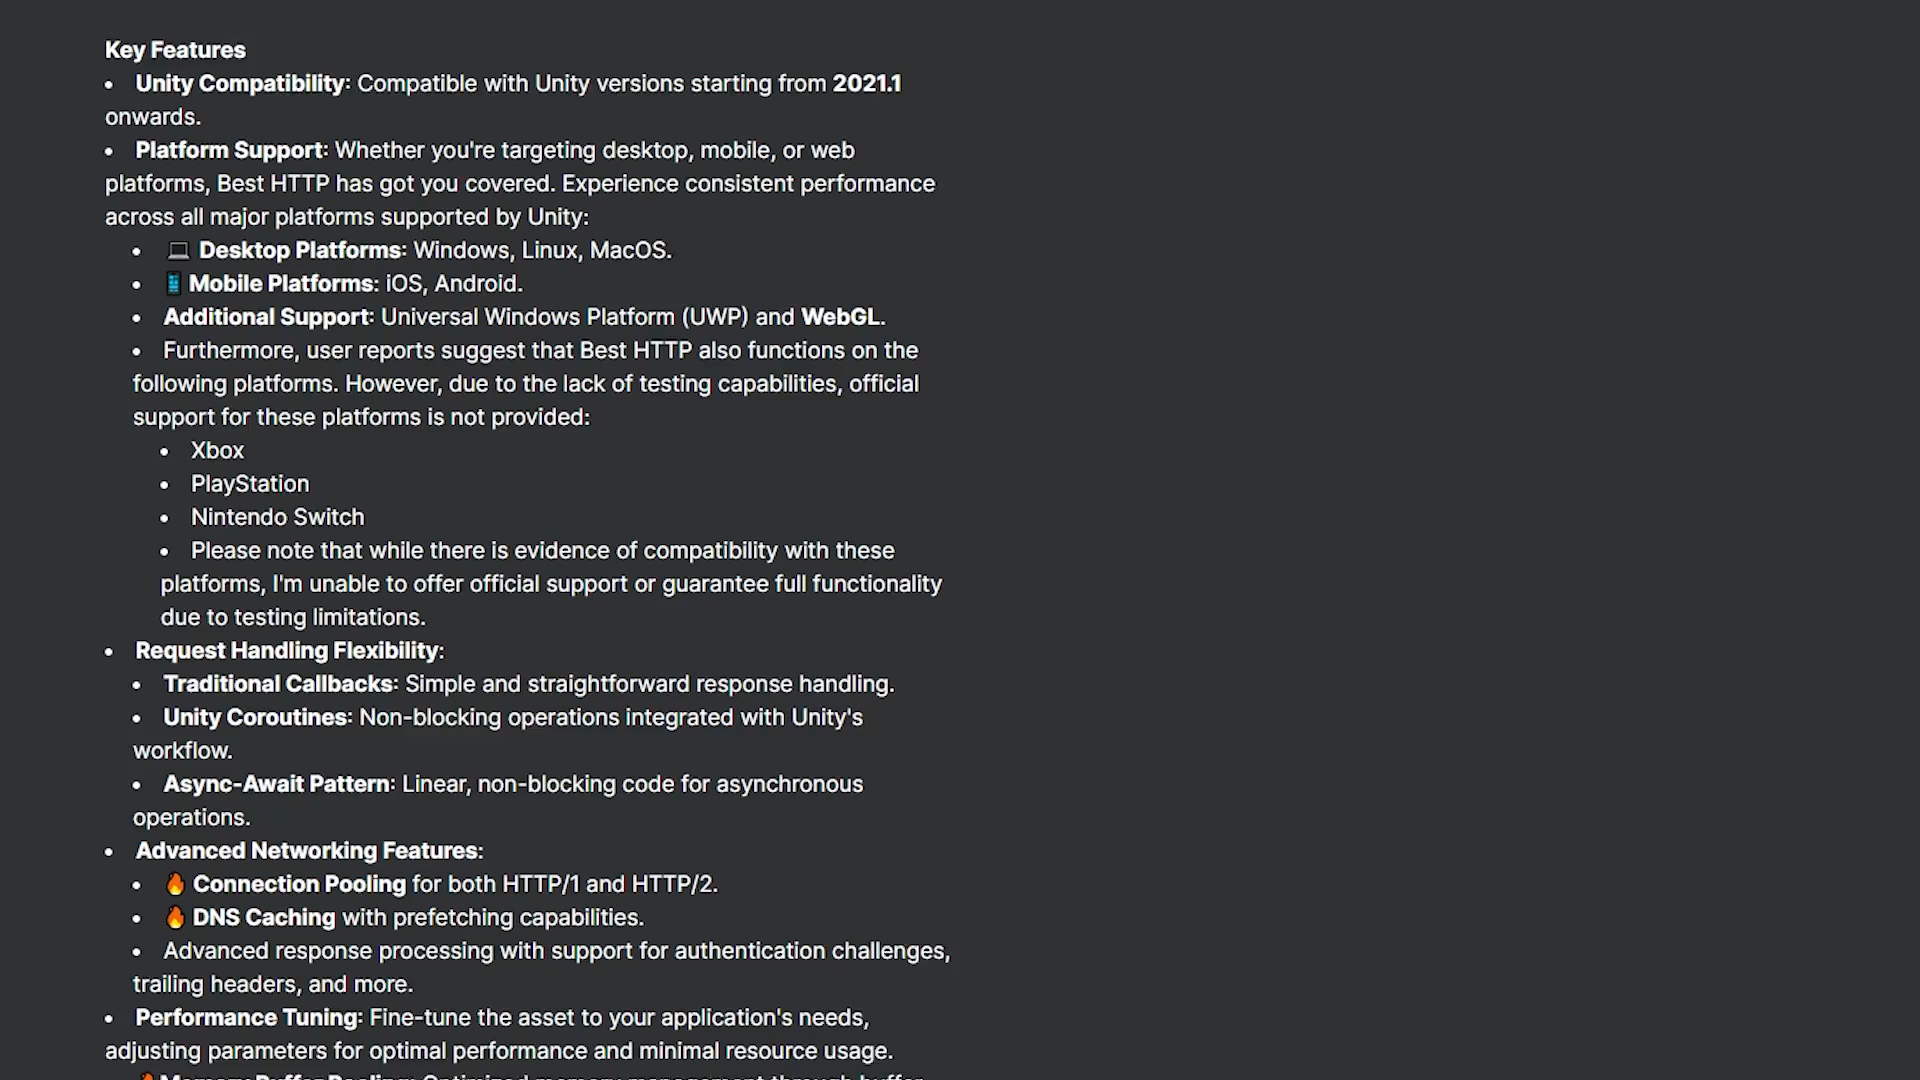 Key Features
• Unity Compatibility: Compatible with Unity versions starting from 2021.1
onwards.
• Platform Support: Whether you're targeting desktop, mobile, or web
platforms, Best HTTP has got you covered. Experience consistent performance
across all major platforms supported by Unity:
• 💻 Desktop Platforms: Windows, Linux, MacOS.
• 📱 Mobile Platforms: iOS, Android.
• Additional Support: Universal Windows Platform (UWP) and WebGL.
• Furthermore, user reports suggest that Best HTTP also functions on the
following platforms. However, due to the lack of testing capabilities, official
support for these platforms is not provided:
• Xbox
• PlayStation
• Nintendo Switch
• Please note that while there is evidence of compatibility with these
platforms, I'm unable to offer official support or guarantee full functionality
due to testing limitations.
• Request Handling Flexibility:
• Traditional Callbacks: Simple and straightforward response handling.
• Unity Coroutines: Non-blocking operations integrated with Unity's
workflow.
• Async-Await Pattern: Linear, non-blocking code for asynchronous
operations.
• Advanced Networking Features:
• 🔥 Connection Pooling for both HTTP/1 and HTTP/2.
• 🔥 DNS Caching with prefetching capabilities.
• Advanced response processing with support for authentication challenges,
trailing headers, and more.
• Performance Tuning: Fine-tune the asset to your application's needs,
adjusting parameters for optimal performance and minimal resource usage.
🔥 Memory Buffer Pooling: Optimized memory management through buffer